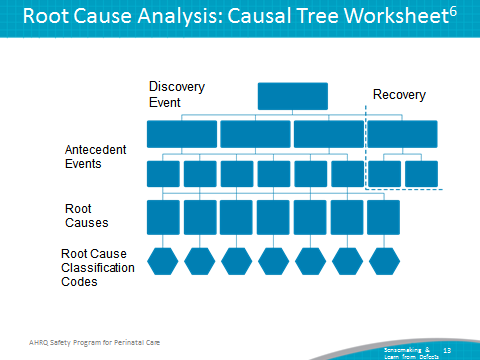 Root Cause Analysis: Causal Tree Worksheet6
Discovery
Event
Recovery
Antecedent
Events
Root
Causes
Root Cause
Classification
Codes
AHRQ Safety Program for Perinatal Care
Sensemaking &
Learn from Defects
13